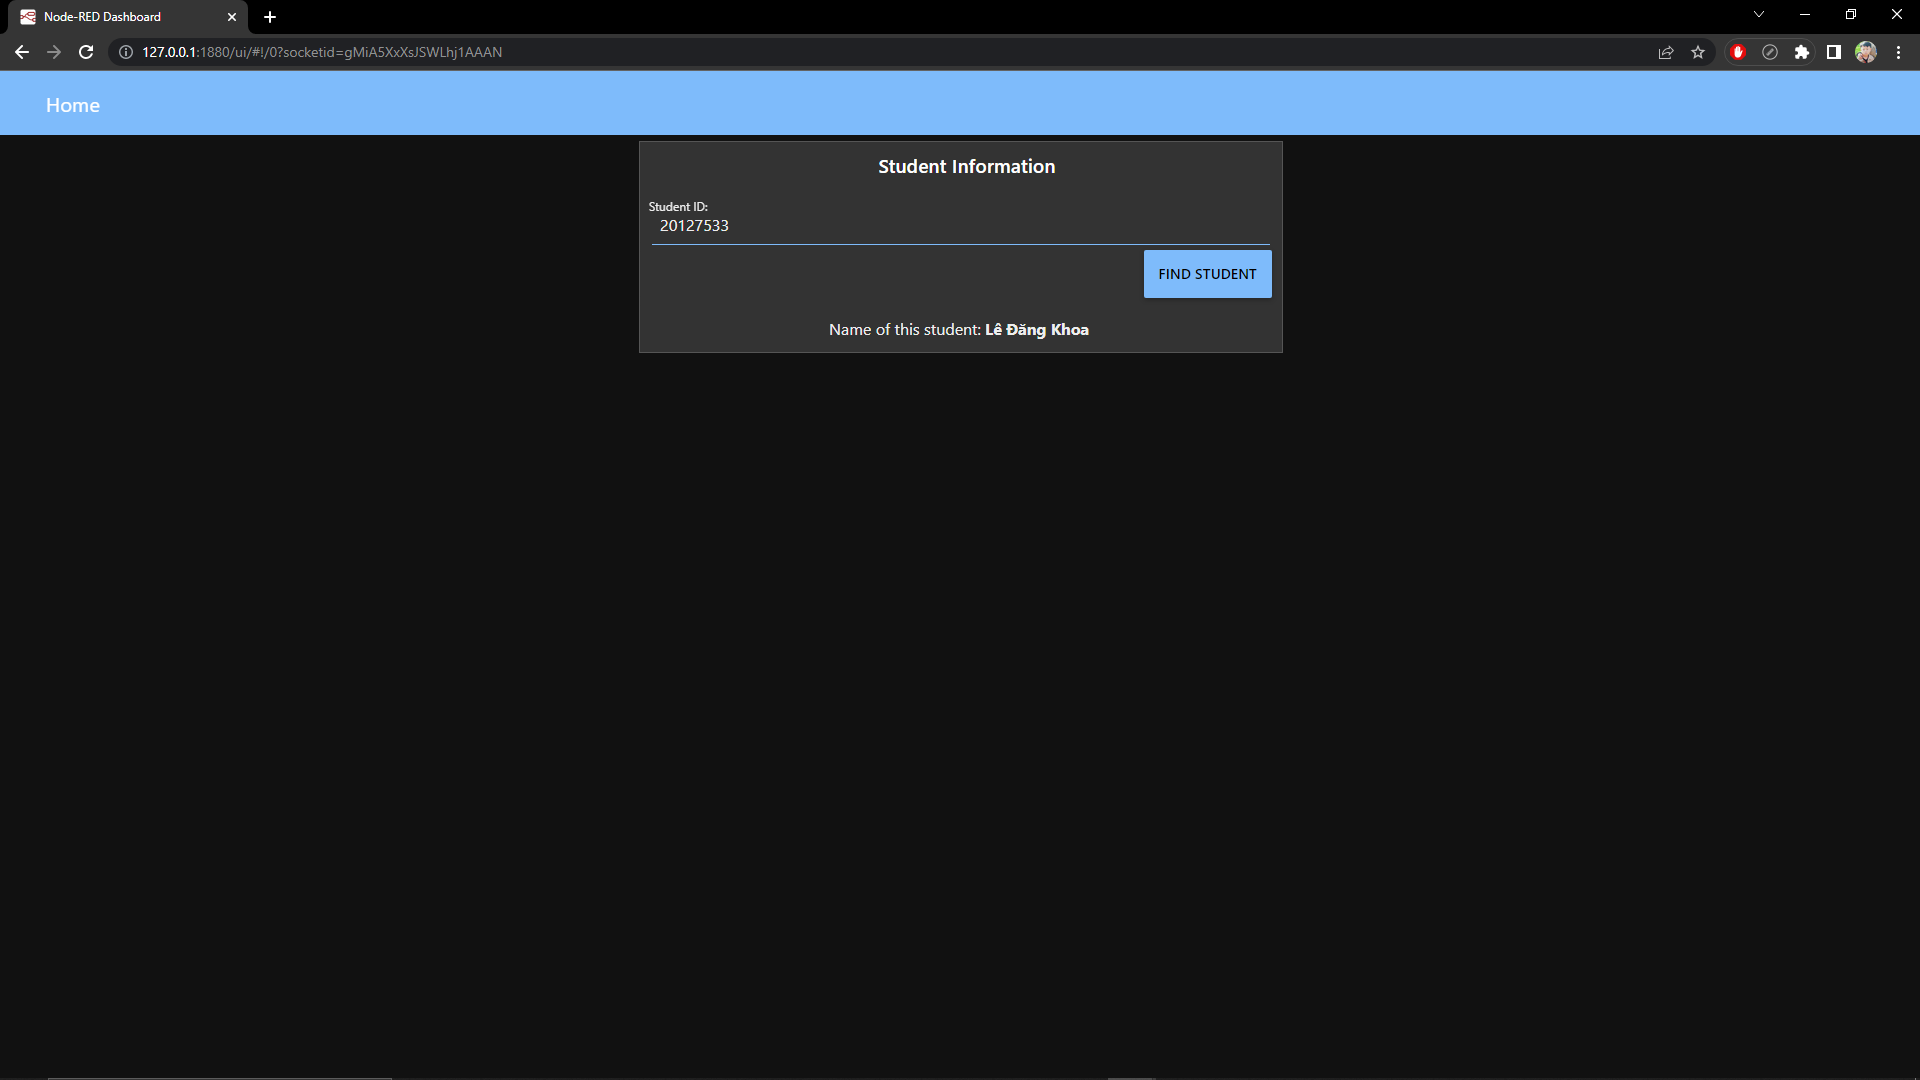 Node-RED Dashboard
127.0.0.1:1880/ui/#!/0?socketid=gMiA5XxXsJSWLhj1AAAN
Home
Student Information
Student ID:
20127533
FIND STUDENT
Name of this student: Lê Đăng Khoa